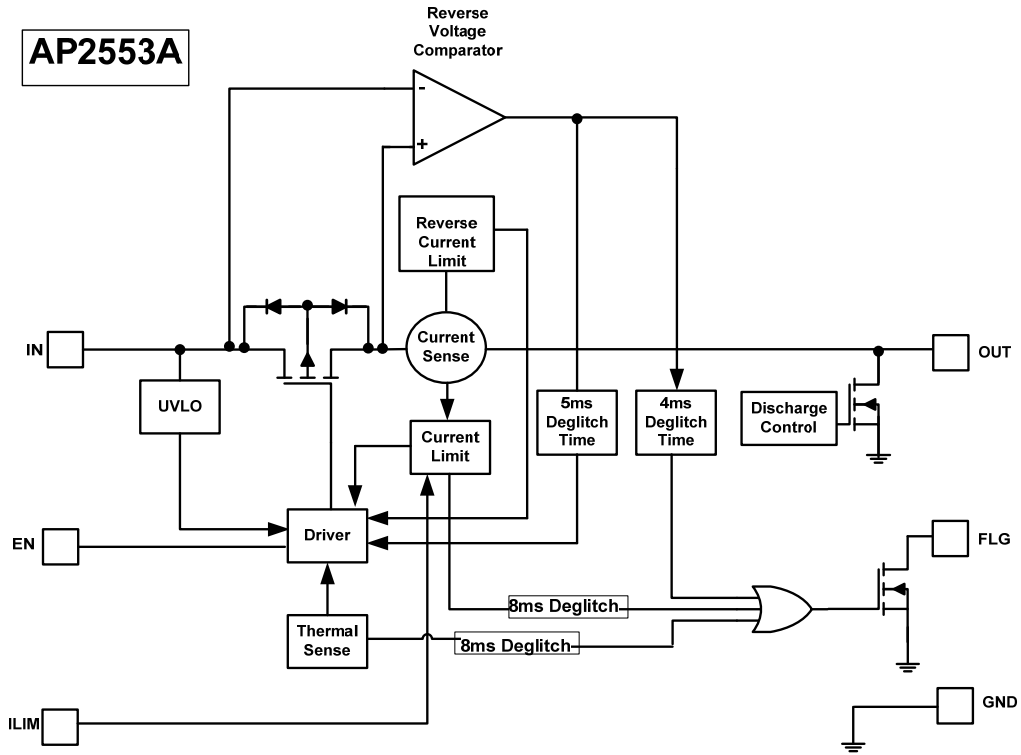 Reverse
Voltage
Comparator
AP2553A
-
+
Reverse
Current
Limit
IN
Current
Sense
OUT
UVLO
5ms
Deglitch
Time
4ms
Deglitch
Time
Discharge
Control
Current
Limit
EN
Driver
FLG
8ms Deglitch
Thermal
Sense
8ms Deglitch
ILIM
GND